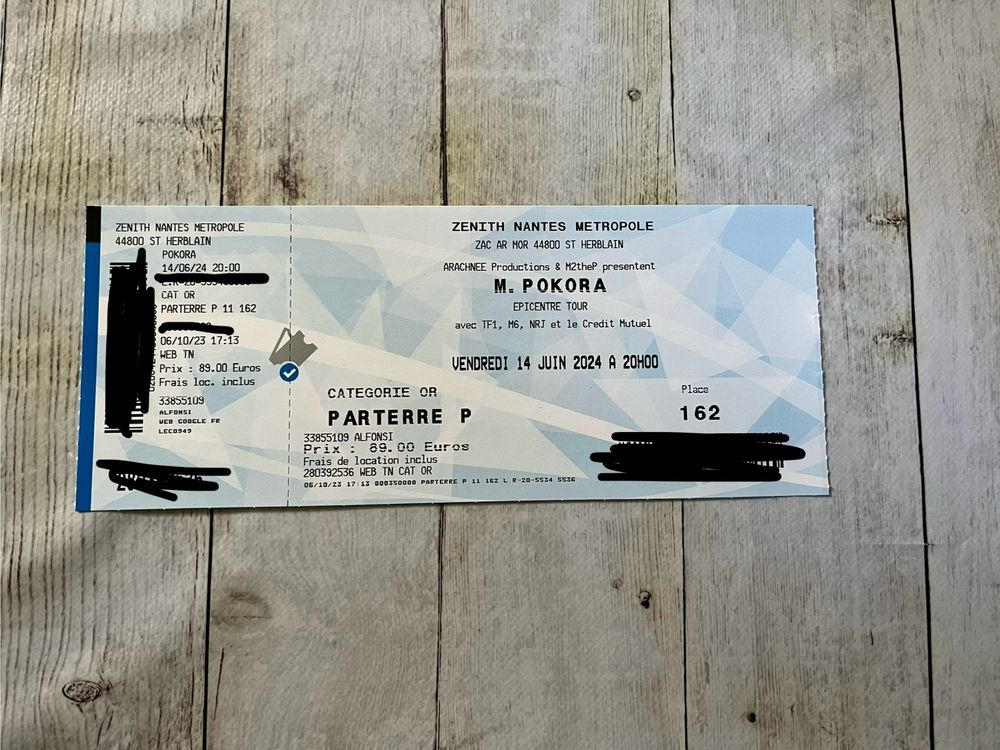 ZENITH NANTES METROPOLE
44800 ST HERBLAIN
POKORA
14/06/24 20:00
CAT OR
PARTERRE P 11 162
06/10/23 17:13
WEB TN
Prix : 89.00 Euros
Frais loc. inclus
33855109
ALFONSI
WEB GOOGLE FR
LEC0949
ZENITH NANTES METROPOLE
ZAC AR MOR 44800 ST HERBLAIN
ARACHNEE Productions & M2theP presentent
M. POKORA
EPICENTRE TOUR
avec TF1, M6, NRJ et le Credit Mutuel
VENDREDI 14 JUIN 2024 A 20H00
CATEGORIE OR
PARTERRE P
Place
162
33855109 ALFONSI
Prix : 89.00 Euros
Frais de location inclus
280392536 WEB TN CAT OR
06/10/23 17:13 PARTERRE P 11 162 L R-20-5534 5536